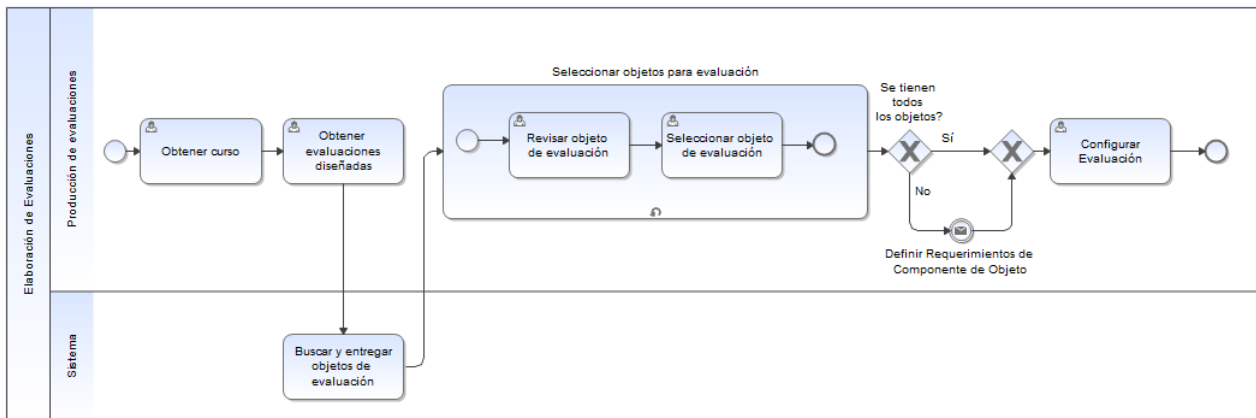 Elaboración de Evaluaciones
Producción de evaluaciones
Obtener curso
Obtener
evaluaciones
diseñadas
Seleccionar objetos para evaluación
Revisar objeto
de evaluación
Seleccionar objeto
de evaluación
Se tienen
todos
los objetos?
Sí
No
Definir Requerimientos de
Componente de Objeto
Configurar
Evaluación
Sistema
Buscar y entregar
objetos de
evaluación